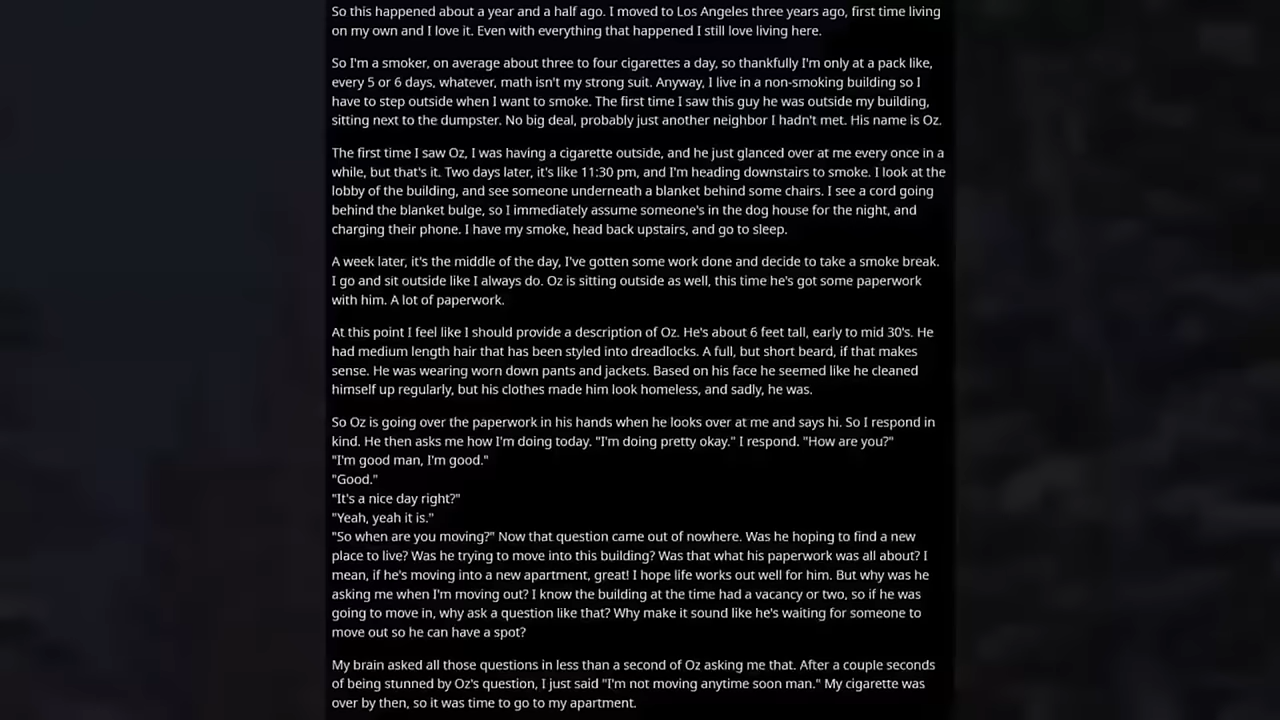 So this happened about a year and a half ago. I moved to Los Angeles three years ago, first time living
on my own and I love it. Even with everything that happened I still love living here.
So I'm a smoker, on average about three to four cigarettes a day, so thankfully I'm only at a pack like,
every 5 or 6 days, whatever, math isn't my strong suit. Anyway, I live in a non-smoking building so I
have to step outside when I want to smoke. The first time I saw this guy he was outside my building,
sitting next to the dumpster. No big deal, probably just another neighbor I hadn't met. His name is Oz.
The first time I saw Oz, I was having a cigarette outside, and he just glanced over at me every once in a
while, but that's it. Two days later, it's like 11:30 pm, and I'm heading downstairs to smoke. I look at the
lobby of the building, and see someone underneath a blanket behind some chairs. I see a cord going
behind the blanket bulge, so I immediately assume someone's in the dog house for the night, and
charging their phone. I have my smoke, head back upstairs, and go to sleep.
A week later, it's the middle of the day, I've gotten some work done and decide to take a smoke break.
I go and sit outside like I always do. Oz is sitting outside as well, this time he's got some paperwork
with him. A lot of paperwork.
At this point I feel like I should provide a description of Oz. He's about 6 feet tall, early to mid 30's. He
had medium length hair that has been styled into dreadlocks. A full, but short beard, if that makes
sense. He was wearing worn down pants and jackets. Based on his face he seemed like he cleaned
himself up regularly, but his clothes made him look homeless, and sadly, he was.
So Oz is going over the paperwork in his hands when he looks over at me and says hi. So I respond in
kind. He then asks me how I'm doing today. "I'm doing pretty okay." I respond. "How are you?"
"I'm good man, I'm good."
"Good."
"It's a nice day right?"
"Yeah, yeah it is."
"So when are you moving?" Now that question came out of nowhere. Was he hoping to find a new
place to live? Was he trying to move into this building? Was that what his paperwork was all about? I
mean, if he's moving into a new apartment, great! I hope life works out well for him. But why was he
asking me when I'm moving out? I know the building at the time had a vacancy or two, so if he was
going to move in, why ask a question like that? Why make it sound like he's waiting for someone to
move out so he can have a spot?
My brain asked all those questions in less than a second of Oz asking me that. After a couple seconds
of being stunned by Oz's question, I just said "I'm not moving anytime soon man." My cigarette was
over by then, so it was time to go to my apartment.